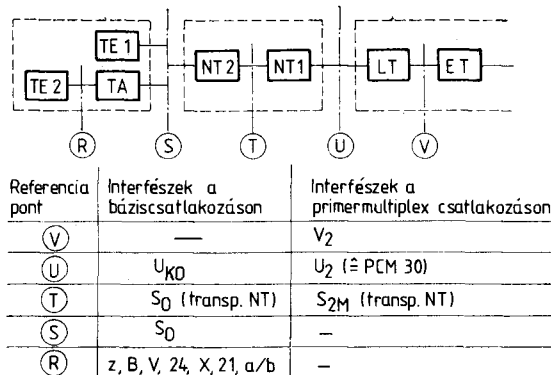 TE 1
TE 2 TA NT 2 NT1 LT ET
R S T U V
Referencia pont Interfészek a báziscsatlakozáson Interfészek a primermultiplex csatlakozáson
V — V2
U UK0 U2 (≙ PCM 30)
T S0 (transp. NT) S2M (transp. NT)
S S0 –
R z, B, V, 24, X, 21, a/b –